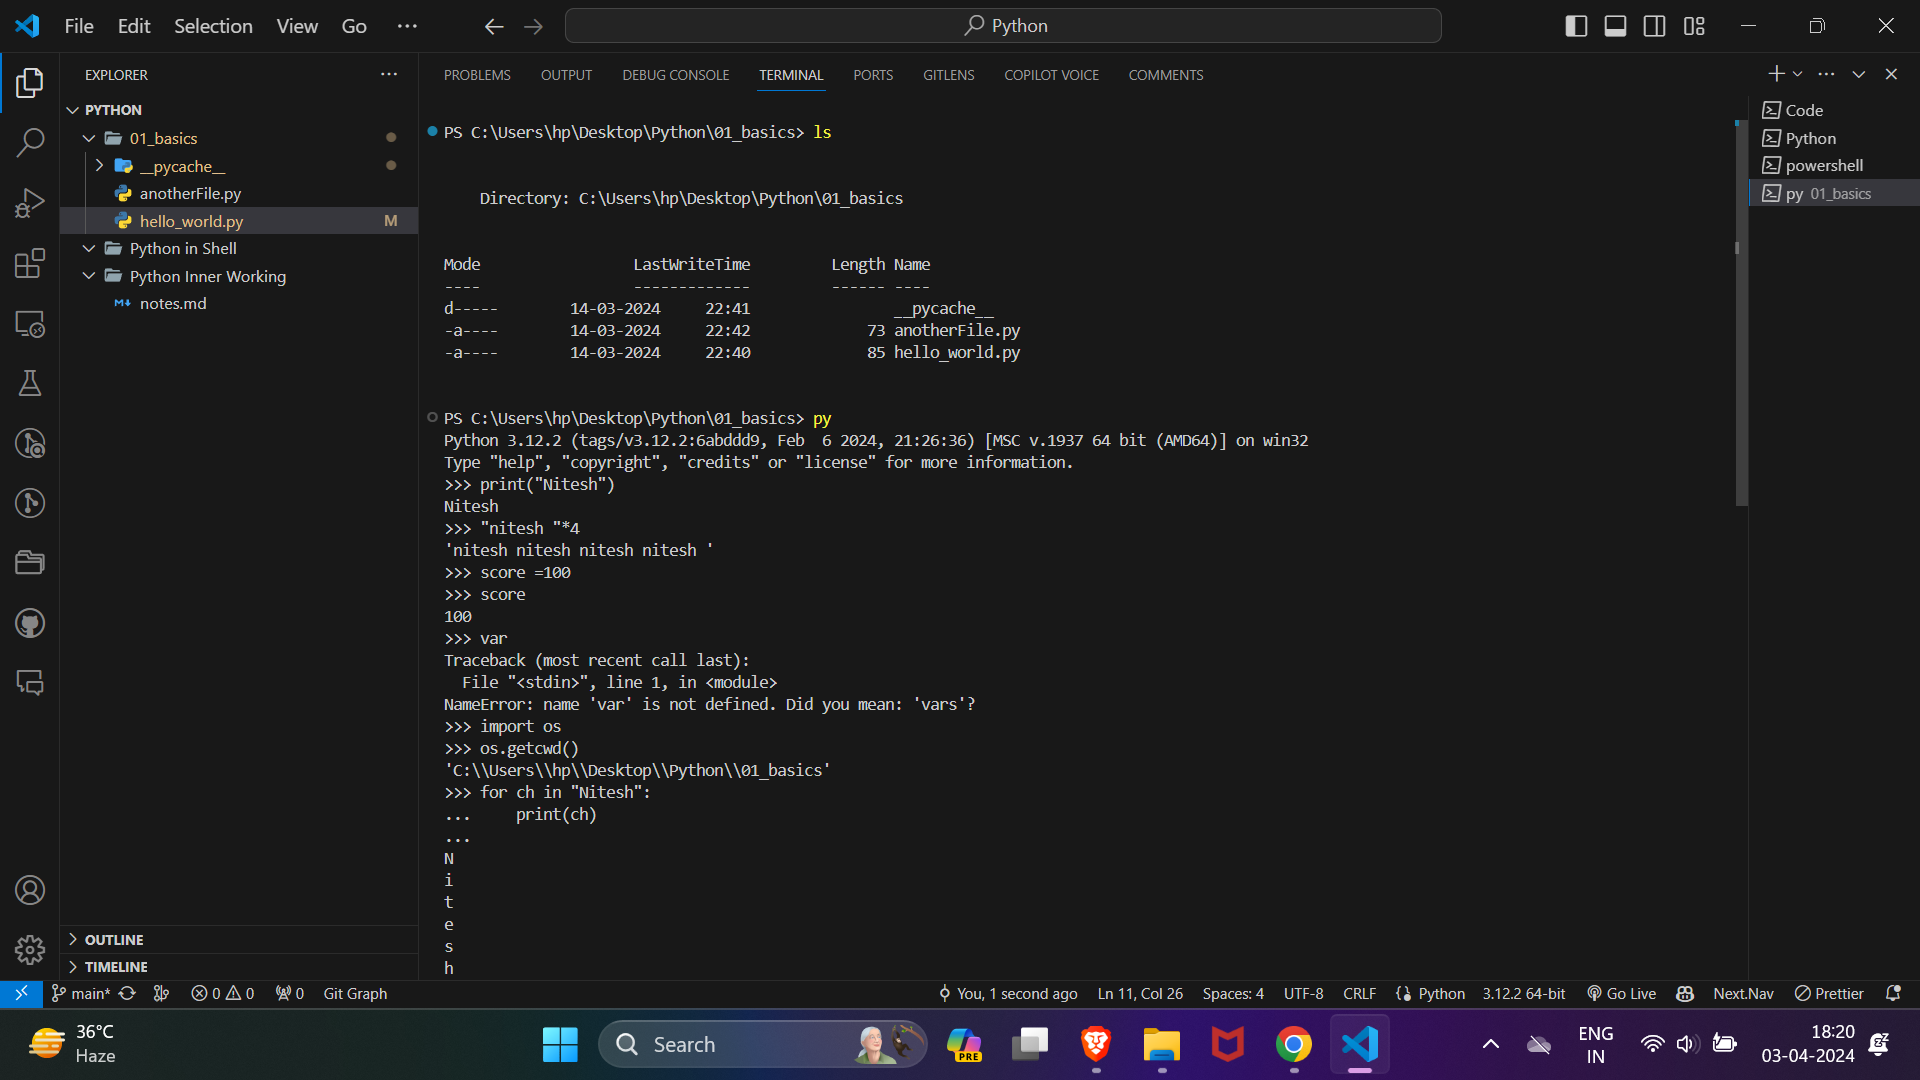 File Edit Selection View Go ··· Python
EXPLORER ···
PYTHON
01_basics
__pycache__
anotherFile.py
hello_world.py M
Python in Shell
Python Inner Working
notes.md
OUTLINE
TIMELINE
PROBLEMS OUTPUT DEBUG CONSOLE TERMINAL PORTS GITLENS COPILOT VOICE COMMENTS
PS C:\Users\hp\Desktop\Python\01_basics> ls
Directory: C:\Users\hp\Desktop\Python\01_basics
Mode LastWriteTime Length Name
---- ------------- ------ ----
d----- 14-03-2024 22:41 __pycache__
-a---- 14-03-2024 22:42 73 anotherFile.py
-a---- 14-03-2024 22:40 85 hello_world.py
PS C:\Users\hp\Desktop\Python\01_basics> py
Python 3.12.2 (tags/v3.12.2:6abddd9, Feb  6 2024, 21:26:36) [MSC v.1937 64 bit (AMD64)] on win32
Type "help", "copyright", "credits" or "license" for more information.
>>> print("Nitesh")
Nitesh
>>> "nitesh "*4
'nitesh nitesh nitesh nitesh '
>>> score =100
>>> score
100
>>> var
Traceback (most recent call last):
  File "<stdin>", line 1, in <module>
NameError: name 'var' is not defined. Did you mean: 'vars'?
>>> import os
>>> os.getcwd()
'C:\\Users\\hp\\Desktop\\Python\\01_basics'
>>> for ch in "Nitesh":
...     print(ch)
...
N
i
t
e
s
h
Code
Python
powershell
py 01_basics
main* 0 0 0 Git Graph You, 1 second ago Ln 11, Col 26 Spaces: 4 UTF-8 CRLF Python 3.12.2 64-bit Go Live Next.Nav Prettier
36°C
Haze
Search
PRE
ENG
IN
18:20
03-04-2024